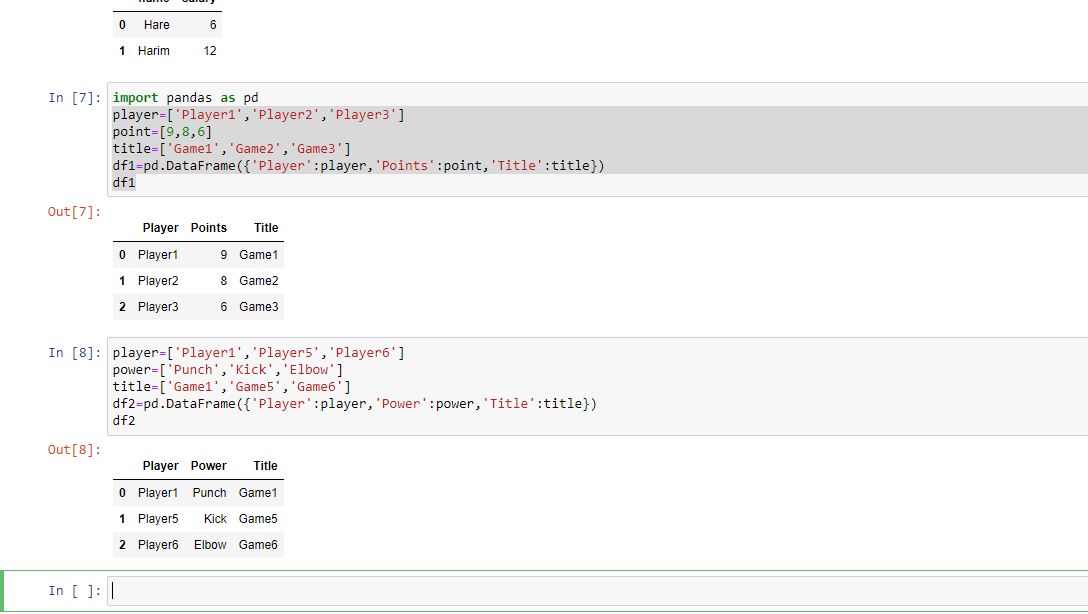 name salary
0 Hare 6
1 Harim 12
In [7]: import pandas as pd
player=['Player1','Player2','Player3']
point=[9,8,6]
title=['Game1','Game2','Game3']
df1=pd.DataFrame({'Player':player,'Points':point,'Title':title})
df1
Out[7]:
Player Points Title
0 Player1 9 Game1
1 Player2 8 Game2
2 Player3 6 Game3
In [8]: player=['Player1','Player5','Player6']
power=['Punch','Kick','Elbow']
title=['Game1','Game5','Game6']
df2=pd.DataFrame({'Player':player,'Power':power,'Title':title})
df2
Out[8]:
Player Power Title
0 Player1 Punch Game1
1 Player5 Kick Game5
2 Player6 Elbow Game6
In [ ]: